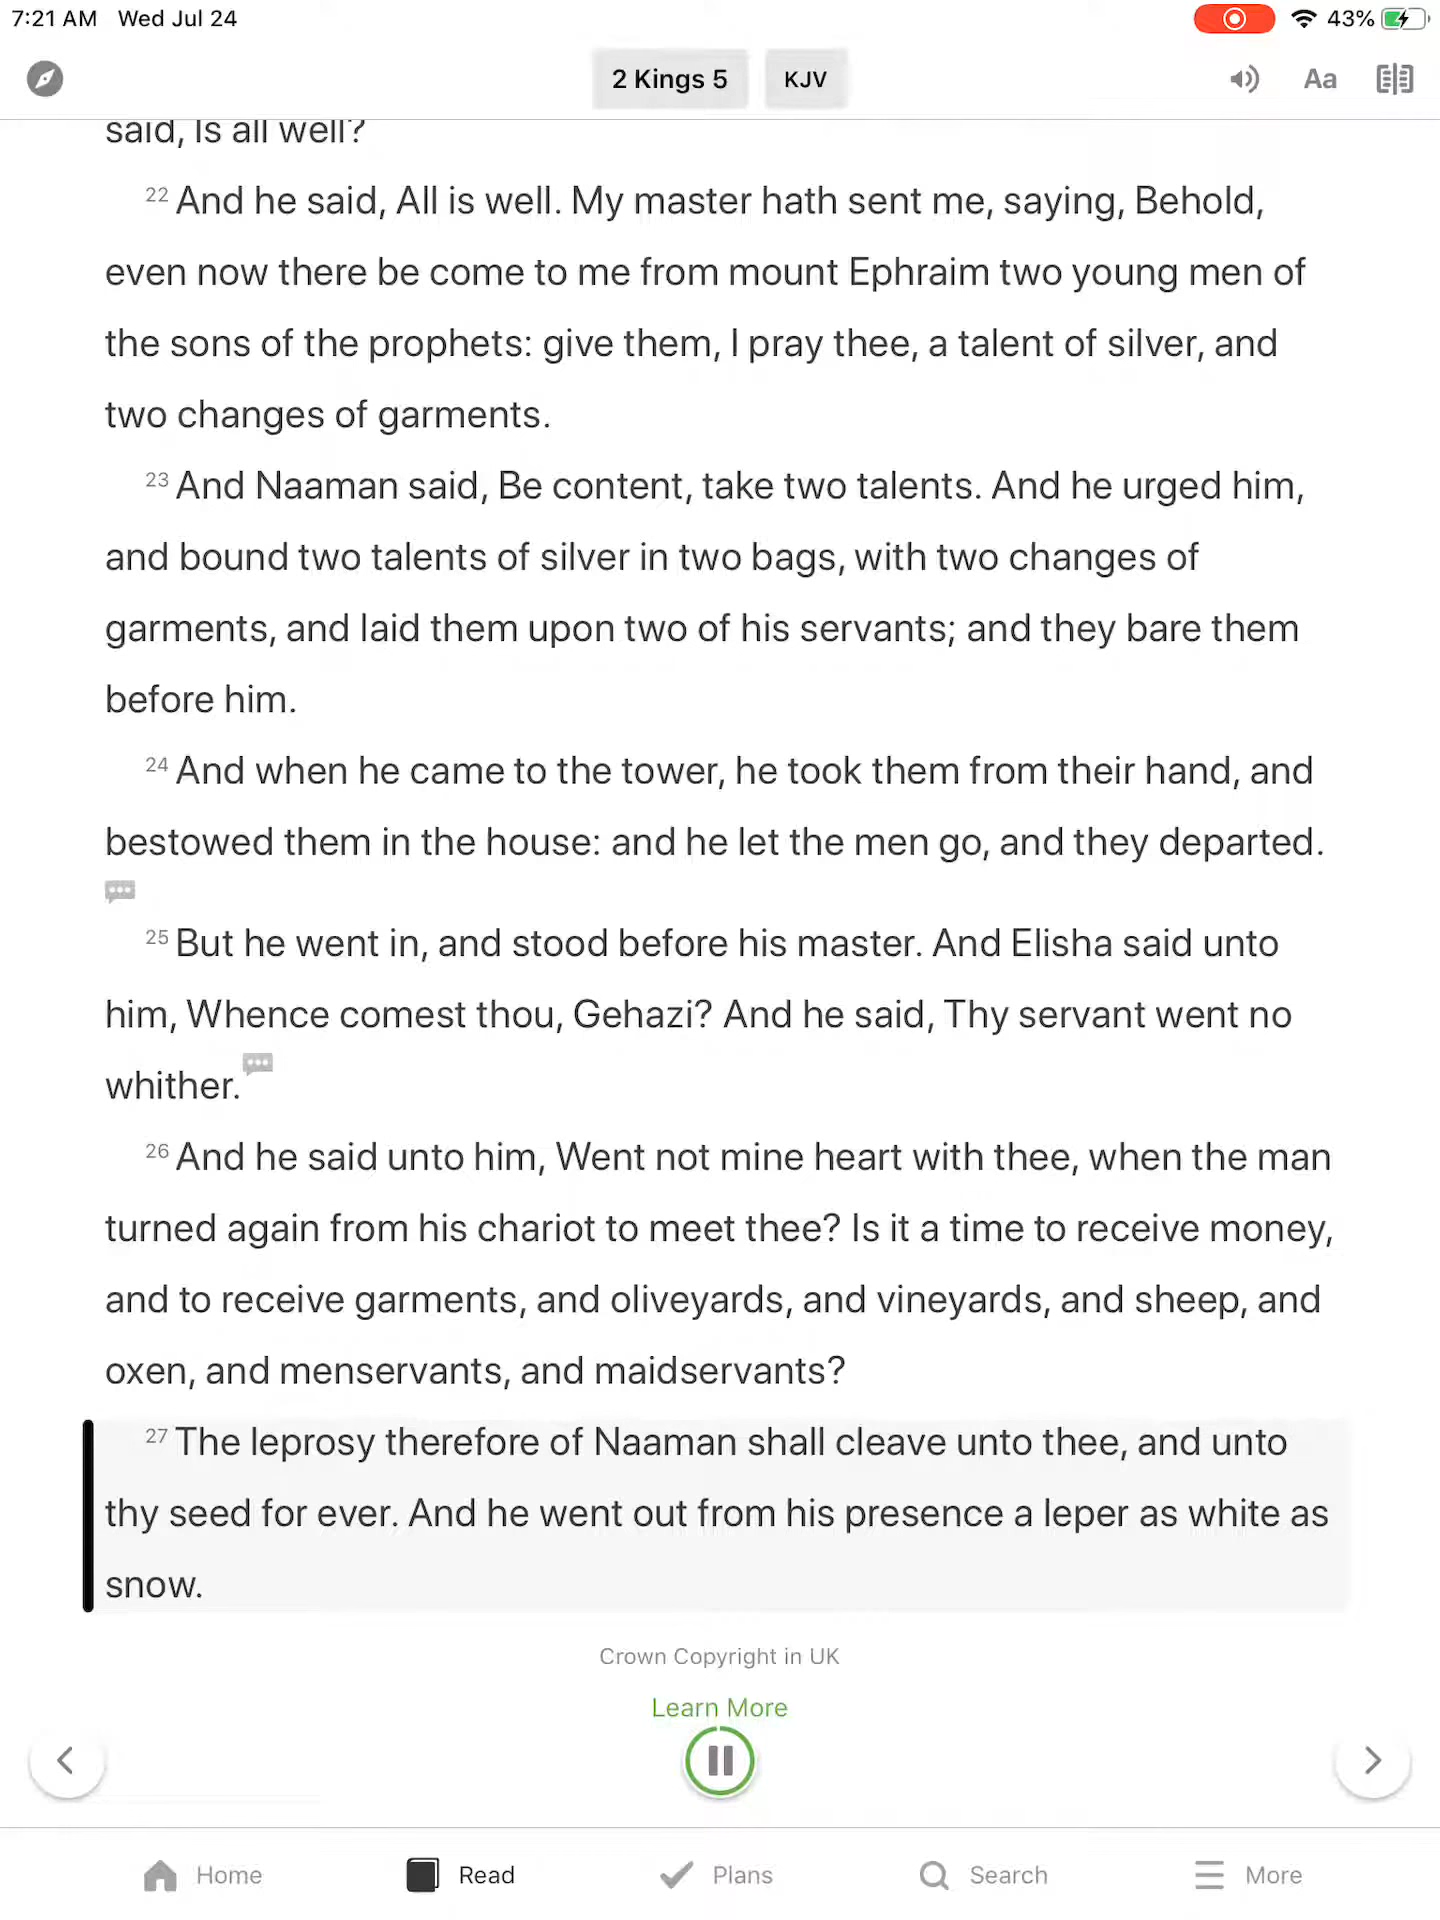 7:21 AM Wed Jul 24 43%
2 Kings 5 KJV Aa
said, Is all well?
22 And he said, All is well. My master hath sent me, saying, Behold,
even now there be come to me from mount Ephraim two young men of
the sons of the prophets: give them, I pray thee, a talent of silver, and
two changes of garments.
23 And Naaman said, Be content, take two talents. And he urged him,
and bound two talents of silver in two bags, with two changes of
garments, and laid them upon two of his servants; and they bare them
before him.
24 And when he came to the tower, he took them from their hand, and
bestowed them in the house: and he let the men go, and they departed.
25 But he went in, and stood before his master. And Elisha said unto
him, Whence comest thou, Gehazi? And he said, Thy servant went no
whither.
26 And he said unto him, Went not mine heart with thee, when the man
turned again from his chariot to meet thee? Is it a time to receive money,
and to receive garments, and oliveyards, and vineyards, and sheep, and
oxen, and menservants, and maidservants?
27 The leprosy therefore of Naaman shall cleave unto thee, and unto
thy seed for ever. And he went out from his presence a leper as white as
snow.
Crown Copyright in UK
Learn More
Home Read Plans Search More